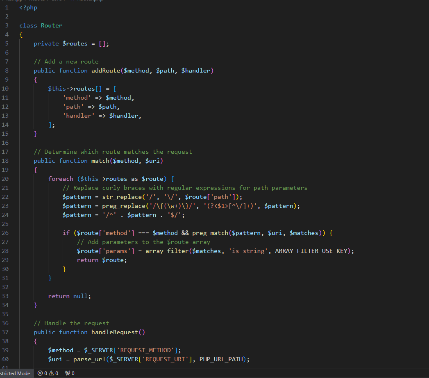 <?php
class Router
{
private $routes = [];
// Add a new route
public function addRoute($method, $path, $handler)
{
$this->routes[] = [
'method' => $method,
'path' => $path,
'handler' => $handler,
];
}
// Determine which route matches the request
public function match($method, $uri)
{
foreach ($this->routes as $route) {
// Replace curly braces with regular expressions for path parameters
$pattern = str_replace('/', '\/', $route['path']);
$pattern = preg_replace('/\{(\w+)\}/', '(?<$1>[^\/]+)', $pattern);
$pattern = '/^' . $pattern . '$/';
if ($route['method'] === $method && preg_match($pattern, $uri, $matches)) {
// Add parameters to the $route array
$route['params'] = array_filter($matches, 'is_string', ARRAY_FILTER_USE_KEY);
return $route;
}
}
return null;
}
// Handle the request
public function handleRequest()
{
$method = $_SERVER['REQUEST_METHOD'];
$uri = parse_url($_SERVER['REQUEST_URI'], PHP_URL_PATH);